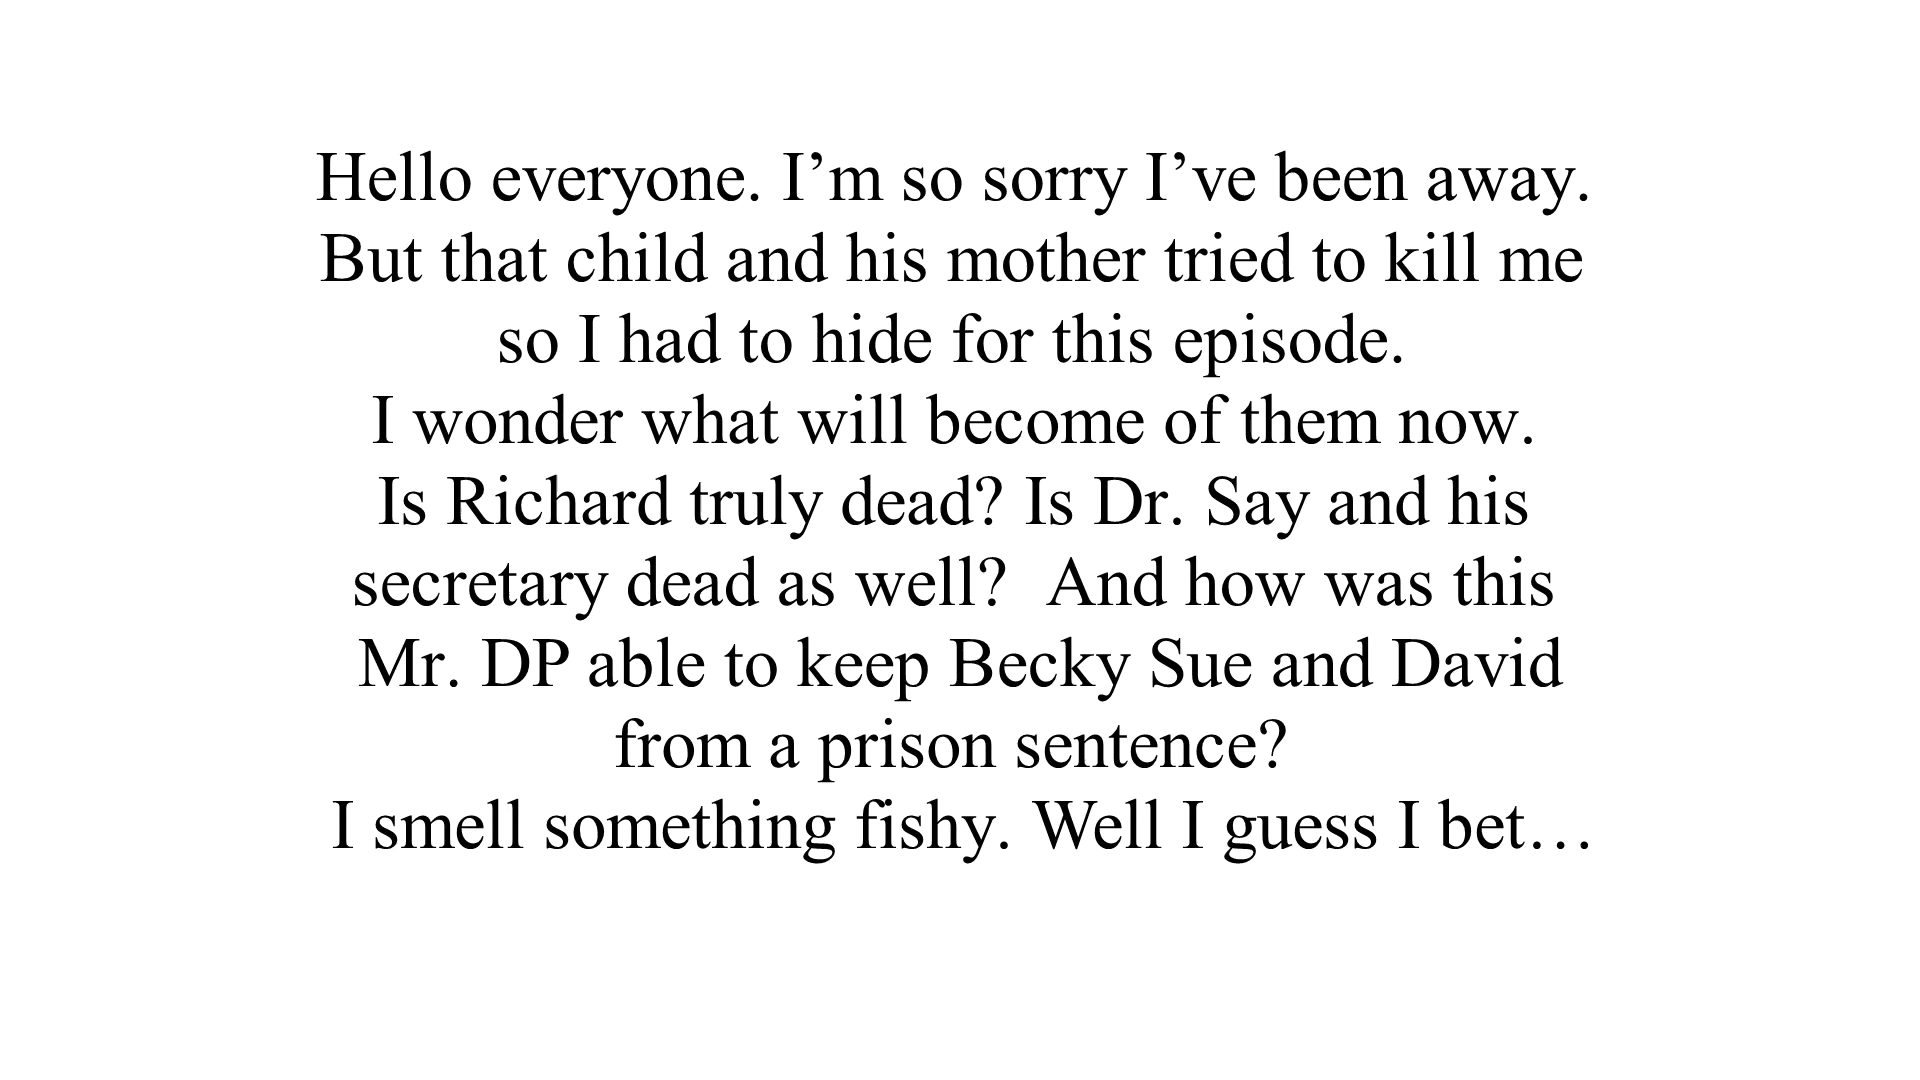 Hello everyone. I’m so sorry I’ve been away.
But that child and his mother tried to kill me
so I had to hide for this episode.
I wonder what will become of them now.
Is Richard truly dead? Is Dr. Say and his
secretary dead as well?  And how was this
Mr. DP able to keep Becky Sue and David
from a prison sentence?
I smell something fishy. Well I guess I bet…